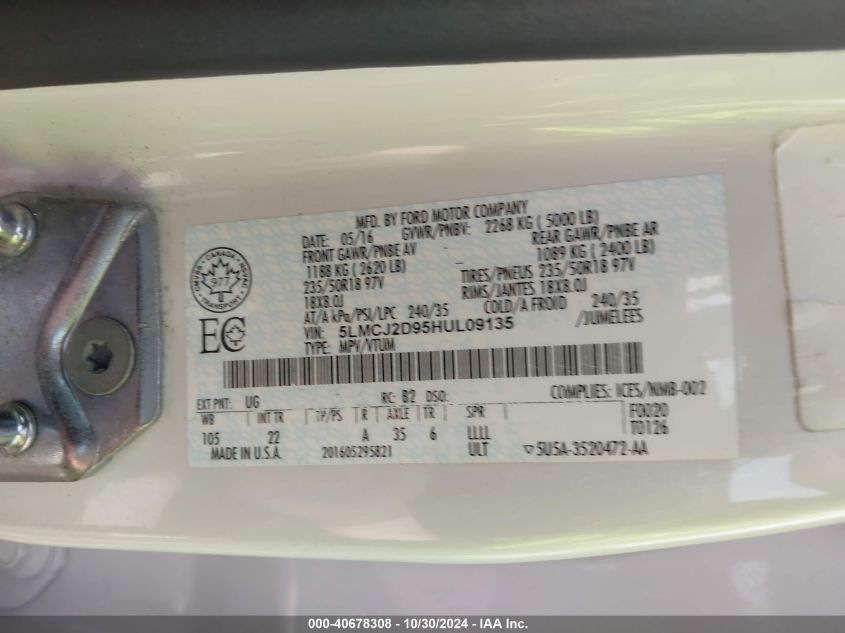 MFD. BY FORD MOTOR COMPANY
DATE: 05/16 GVWR/PNBV: 2268 KG ( 5000 LB)
FRONT GAWR/PNBE AV REAR GAWR/PNBE AR
1188 KG ( 2620 LB) 1089 KG ( 2400 LB)
235/50R18 97V TIRES/PNEUS 235/50R18 97V
18X8.0J RIMS/JANTES 18X8.0J
AT/A kPa/PSI/LPC 240/35 COLD/A FROID 240/35
VIN: 5LMCJ2D95HUL09135 /JUMELEES
TYPE: MPV/VTUM
CANADA
977
TRANSPORT
EC
EXT PNT: UG RC: B2 DSO: COMPLIES: ICES/NMB-002
WB INT TR TP/PS R AXLE TR SPR F0020
105 22 A 35 6 LLLL T0126
MADE IN U.S.A. 201605295821 ULT ▽5U5A-3520472-AA
000-40678308 - 10/30/2024 - IAA Inc.